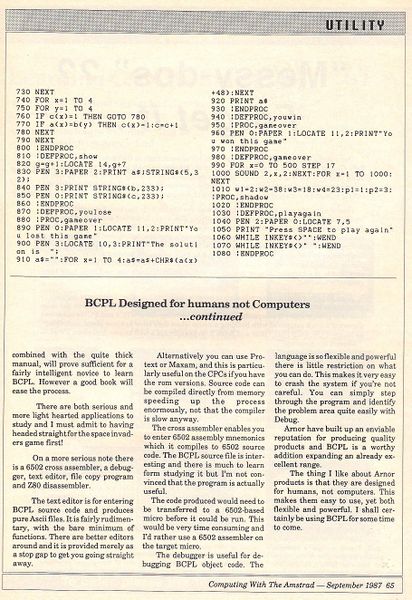 UTILITY
730 NEXT
740 FOR x=1 TO 4
750 FOR y=1 TO 4
760 IF c(x)=1 THEN GOTO 780
770 IF a(x)=b(y) THEN c(x)=1:c=c+1
780 NEXT
790 NEXT
800 !ENDPROC
810 !DEFPROC,show
820 g=g+1:LOCATE 14,g+7
830 PEN 3:PAPER 2:PRINT a$;STRING$(5,32);
840 PEN 3:PRINT STRING$(b,233);
850 PEN 0:PRINT STRING$(c,233);
860 !ENDPROC
870 !DEFPROC,youlose
880 !PROC,gameover
890 PEN 0:PAPER 1:LOCATE 11,2:PRINT"You lost this game"
900 PEN 3:LOCATE 10,3:PRINT"The solution is ";
910 a$="":FOR x=1 TO 4:a$=a$+CHR$(a(x)
+48):NEXT
920 PRINT a$
930 !ENDPROC
940 !DEFPROC,youwin
950 !PROC,gameover
960 PEN 0:PAPER 1:LOCATE 11,2:PRINT"You won this game"
970 !ENDPROC
980 !DEFPROC,gameover
990 FOR x=0 TO 500 STEP 17
1000 SOUND 2,x,2:NEXT:FOR x=1 TO 1000:NEXT
1010 w1=2:w2=38:w3=18:w4=23:p1=1:p2=3:!PROC,shadow
1020 !ENDPROC
1030 !DEFPROC,playagain
1040 PEN 2:PAPER 0:LOCATE 7,5
1050 PRINT "Press SPACE to play again"
1060 WHILE INKEY$<>"":WEND
1070 WHILE INKEY$<>" ":WEND
1080 !ENDPROC
BCPL Designed for humans not Computers
...continued
combined with the quite thick
manual, will prove sufficient for a
fairly intelligent novice to learn
BCPL. However a good book will
ease the process.
There are both serious and
more light hearted applications to
study and I must admit to having
headed straight for the space invad-
ers game first!
On a more serious note there
is a 6502 cross assembler, a debug-
ger, text editor, file copy program
and Z80 disassembler.
The text editor is for entering
BCPL source code and produces
pure Ascii files. It is fairly rudimen-
tary, with the bare minimum of
functions. There are better editors
around and it is provided merely as
a stop gap to get you going straight
away.
Alternatively you can use Pro-
text or Maxam, and this is particu-
larly useful on the CPCs if you have
the rom versions. Source code can
be compiled directly from memory
speeding up the process
enormously, not that the compiler
is slow anyway.
The cross assembler enables you
to enter 6502 assembly mnemonics
which it compiles to 6502 source
code. The BCPL source file is inter-
esting and there is much to learn
form studying it but I'm not con-
vinced that the program is actually
useful.
The code produced would need to
be transferred to a 6502-based
micro before it could be run. This
would be very time consuming and
I'd rather use a 6502 assembler on
the target micro.
The debugger is useful for de-
bugging BCPL object code. The
language is so flexible and powerful
there is little restriction on what
you can do. This makes it very easy
to crash the system if you're not
careful. You can simply step
through the program and identify
the problem area quite easily with
Debug.
Arnor have built up an enviable
reputation for producing quality
products and BCPL is a worthy
addition expanding an already ex-
cellent range.
The thing I like about Arnor
products is that they are designed
for humans, not computers. This
makes them easy to use, yet both
flexible and powerful. I shall cer-
tainly be using BCPL for some time
to come.
Computing With The Amstrad — September 1987 65